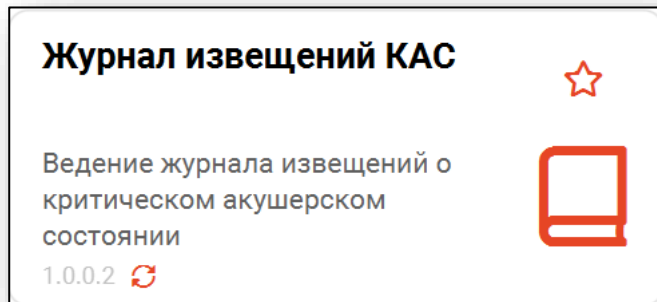 Журнал извещений КАС
Ведение журнала извещений о
критическом акушерском
состоянии
1.0.0.2